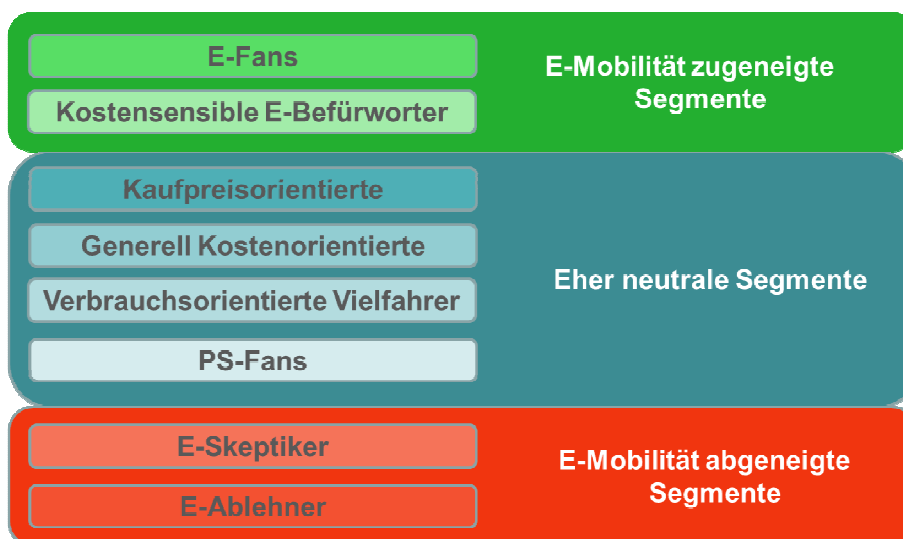 E-Fans
Kostensensible E-Befürworter
E-Mobilität zugeneigte
Segmente
Kaufpreisorientierte
Generell Kostenorientierte
Verbrauchsorientierte Vielfahrer
PS-Fans
Eher neutrale Segmente
E-Skeptiker
E-Ablehner
E-Mobilität abgeneigte
Segmente